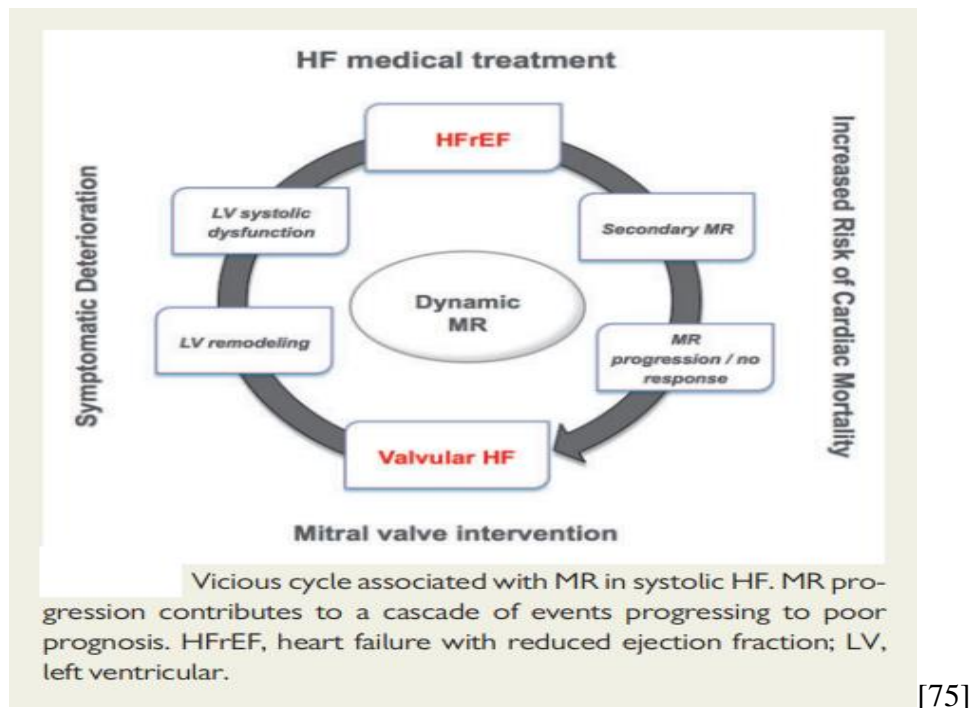 HF medical treatment
HFrEF
LV systolic
dysfunction
Secondary MR
Dynamic
MR
LV remodeling
MR
progression / no
response
Valvular HF
Mitral valve intervention
Symptomatic Deterioration
Increased Risk of Cardiac Mortality
Vicious cycle associated with MR in systolic HF. MR pro-
gression contributes to a cascade of events progressing to poor
prognosis. HFrEF, heart failure with reduced ejection fraction; LV,
left ventricular.
[75]